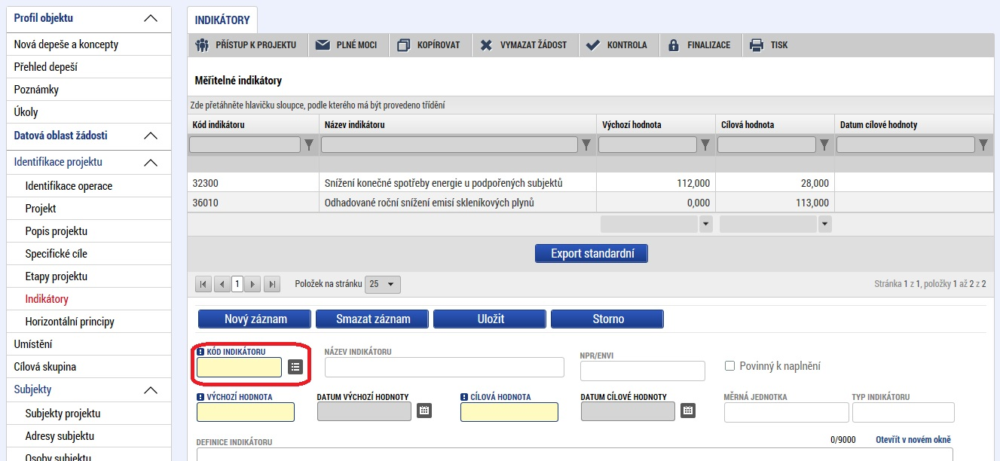 Profil objektu
Nová depeše a koncepty
Přehled depeší
Poznámky
Úkoly
Datová oblast žádosti
Identifikace projektu
Identifikace operace
Projekt
Popis projektu
Specifické cíle
Etapy projektu
Indikátory
Horizontální principy
Umístění
Cílová skupina
Subjekty
Subjekty projektu
Adresy subjektu
Osoby subjektu
INDIKÁTORY
PŘÍSTUP K PROJEKTU PLNÉ MOCI KOPÍROVAT VYMAZAT ŽÁDOST KONTROLA FINALIZACE TISK
Měřitelné indikátory
Zde přetáhněte hlavičku sloupce, podle kterého má být provedeno třídění
Kód indikátoru Název indikátoru Výchozí hodnota Cílová hodnota Datum cílové hodnoty
32300 Snížení konečné spotřeby energie u podpořených subjektů 112,000 28,000
36010 Odhadované roční snížení emisí skleníkových plynů 0,000 113,000
Export standardní
1 Položek na stránku 25 Stránka 1 z 1, položky 1 až 2 z 2
Nový záznam Smazat záznam Uložit Storno
KÓD INDIKÁTORU NÁZEV INDIKÁTORU NPR/ENVI Povinný k naplnění
VÝCHOZÍ HODNOTA DATUM VÝCHOZÍ HODNOTY CÍLOVÁ HODNOTA DATUM CÍLOVÉ HODNOTY MĚRNÁ JEDNOTKA TYP INDIKÁTORU
DEFINICE INDIKÁTORU 0/9000 Otevřít v novém okně